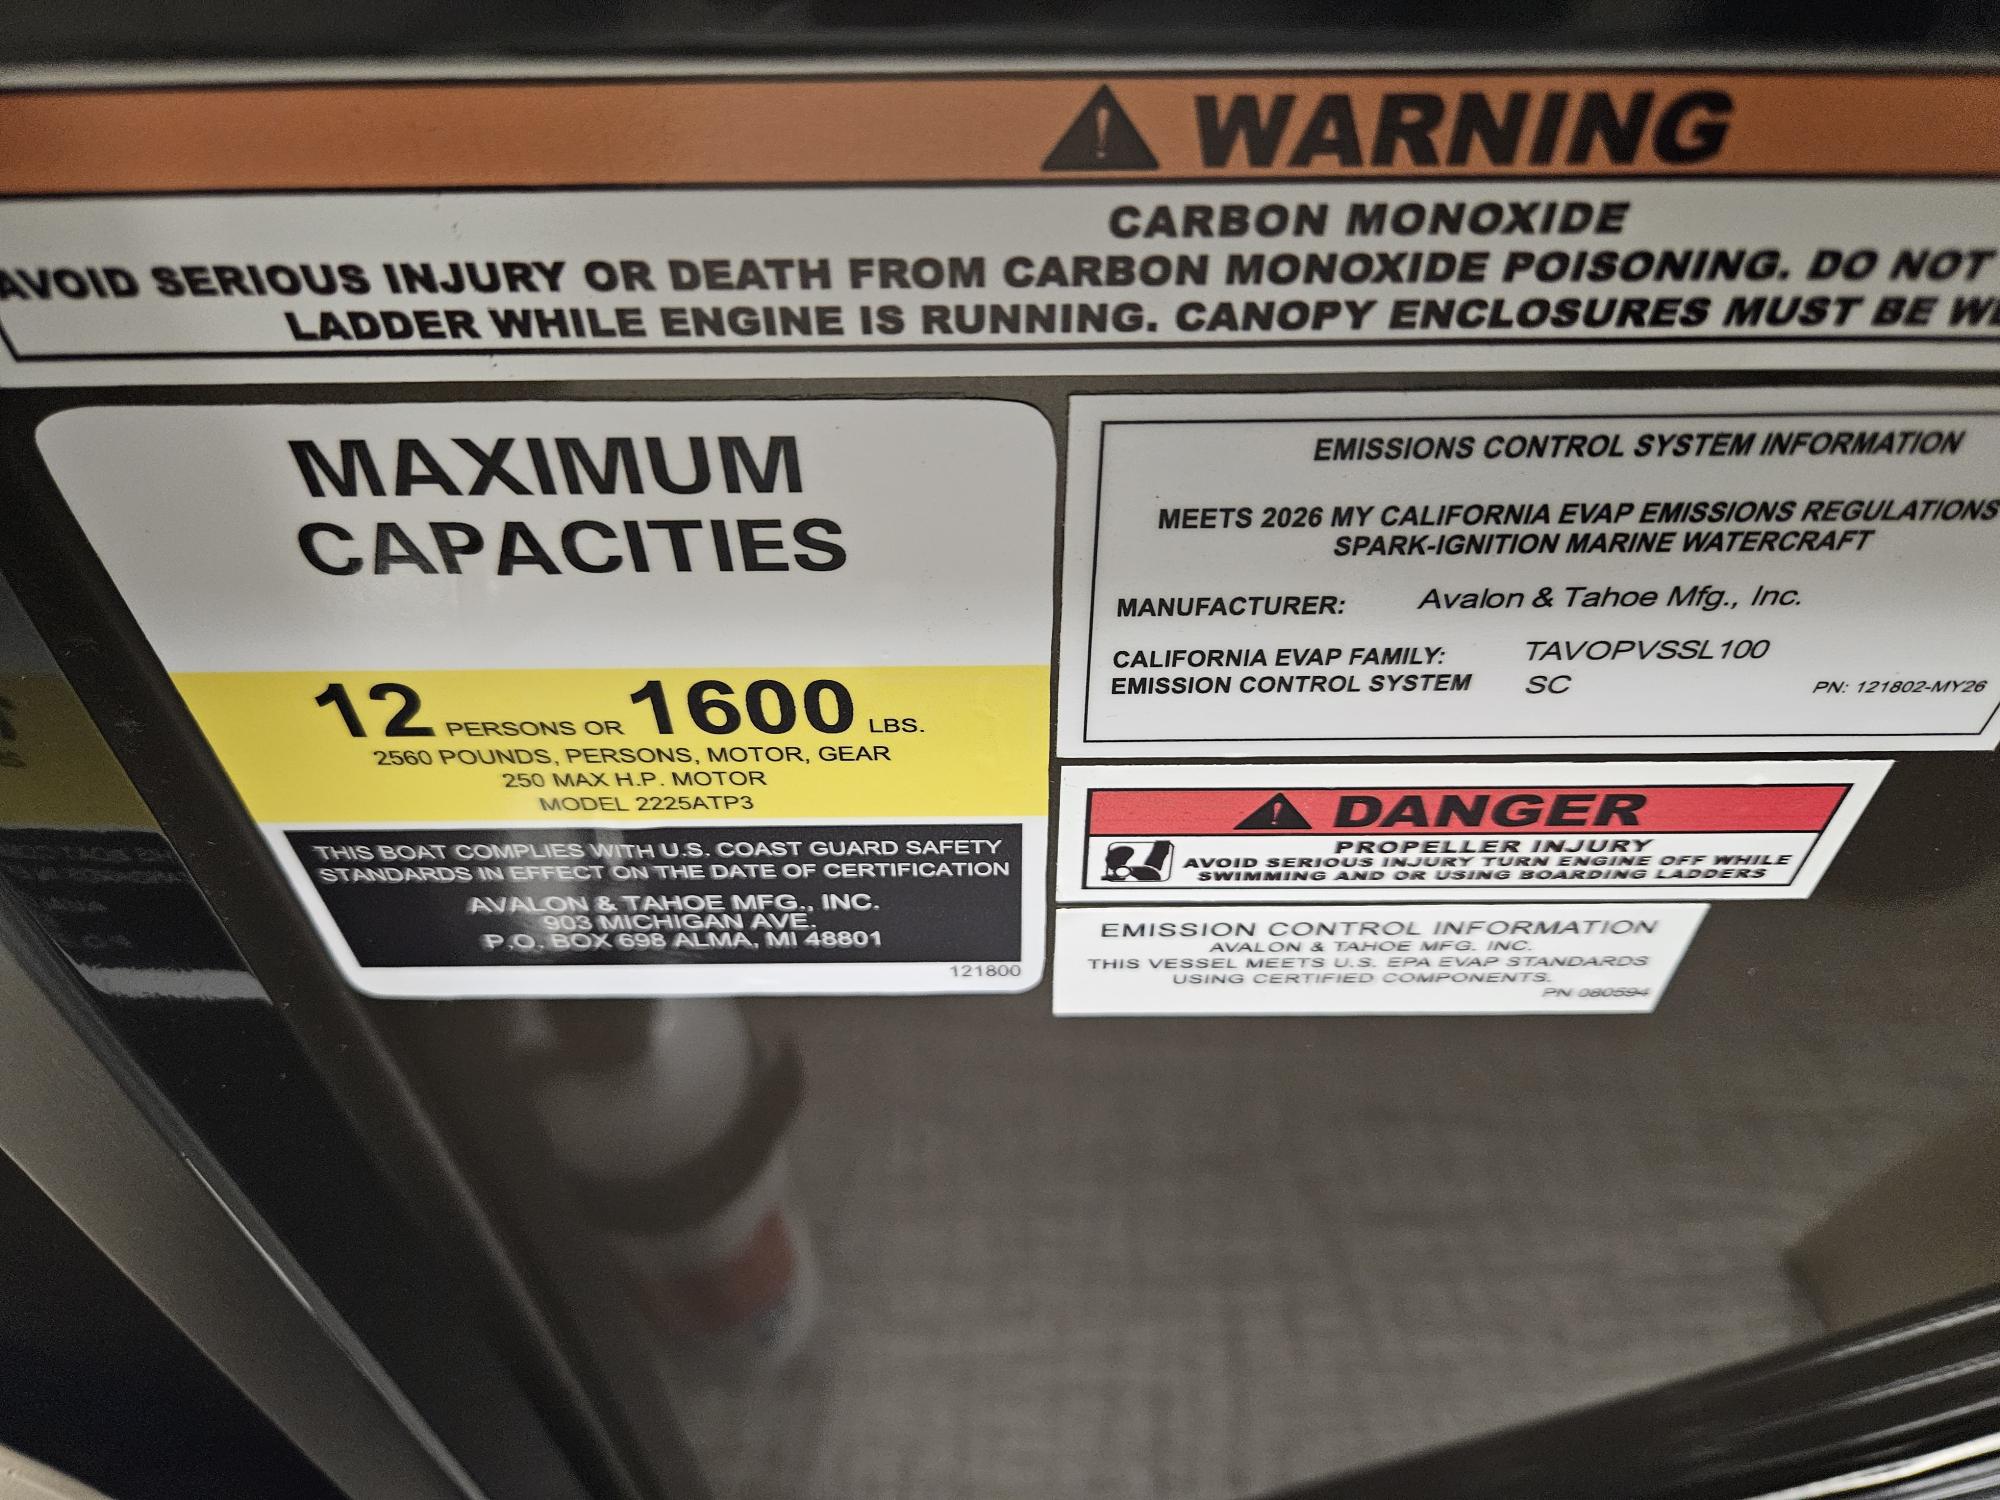 WARNING
CARBON MONOXIDE
AVOID SERIOUS INJURY OR DEATH FROM CARBON MONOXIDE POISONING. DO NOT
LADDER WHILE ENGINE IS RUNNING. CANOPY ENCLOSURES MUST BE
MAXIMUM
CAPACITIES
12 PERSONS OR 1600 LBS.
2560 POUNDS, PERSONS, MOTOR, GEAR
250 MAX H.P. MOTOR
MODEL 2225ATP3
THIS BOAT COMPLIES WITH U.S. COAST GUARD SAFETY
STANDARDS IN EFFECT ON THE DATE OF CERTIFICATION
AVALON & TAHOE MFG., INC.
903 MICHIGAN AVE.
P.O. BOX 698 ALMA, MI 48801
121800
EMISSIONS CONTROL SYSTEM INFORMATION
MEETS 2026 MY CALIFORNIA EVAP EMISSIONS REGULATIONS
SPARK-IGNITION MARINE WATERCRAFT
MANUFACTURER: Avalon & Tahoe Mfg., Inc.
CALIFORNIA EVAP FAMILY: TAVOPVSSL100
EMISSION CONTROL SYSTEM SC
PN: 121802-MY26
DANGER
PROPELLER INJURY
AVOID SERIOUS INJURY TURN ENGINE OFF WHILE
SWIMMING AND OR USING BOARDING LADDERS
EMISSION CONTROL INFORMATION
AVALON & TAHOE MFG. INC.
THIS VESSEL MEETS U.S. EPA EVAP STANDARDS
USING CERTIFIED COMPONENTS.
PN 080594